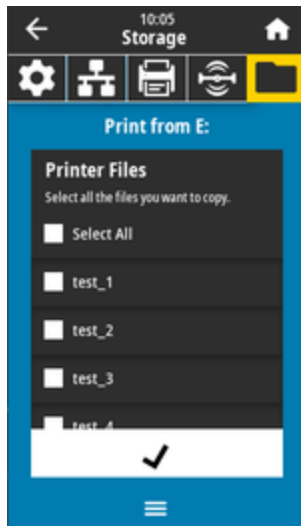 10:05
Storage
Print from E:
Printer Files
Select all the files you want to copy.
Select All
test_1
test_2
test_3
test_4